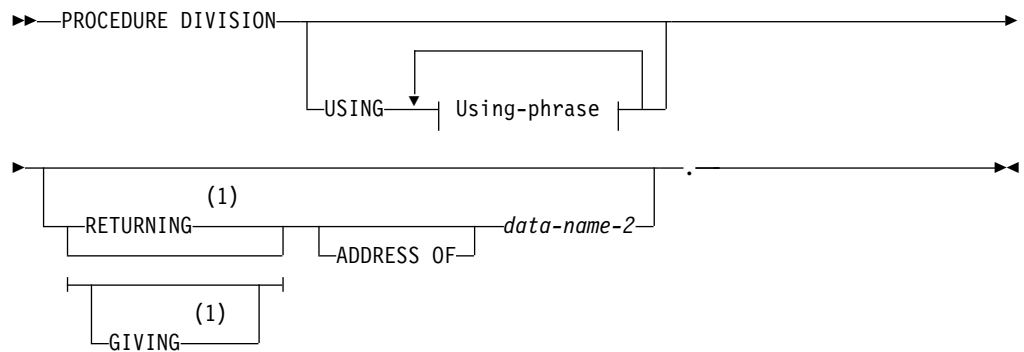 PROCEDURE DIVISION
USING Using-phrase
.
(1)
RETURNING data-name-2
ADDRESS OF
(1)
GIVING